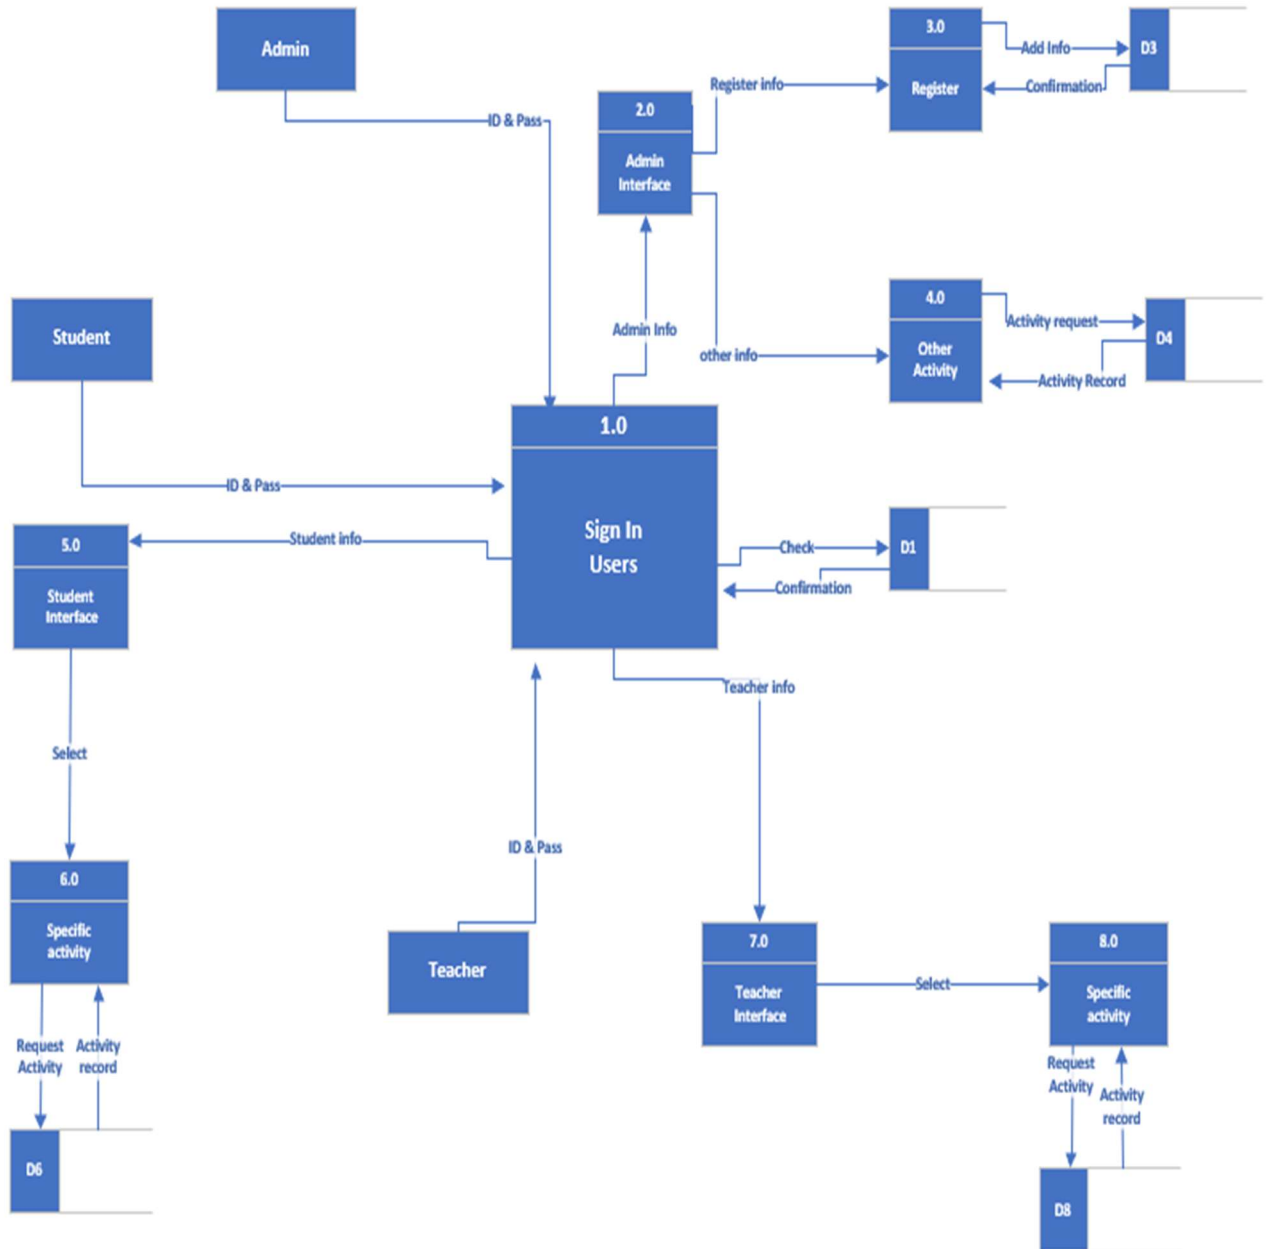 Admin
3.0
Register
Add Info
D3
Confirmation
Register info
2.0
Admin
Interface
ID & Pass
Student
Admin Info
other info
4.0
Other
Activity
Activity request
D4
Activity Record
1.0
Sign In
Users
ID & Pass
Student info
5.0
Student
Interface
Check
D1
Confirmation
Teacher info
Select
ID & Pass
6.0
Specific
activity
Teacher
7.0
Teacher
Interface
Select
8.0
Specific
activity
Request
Activity
Activity
record
D6
Request
Activity
Activity
record
D8